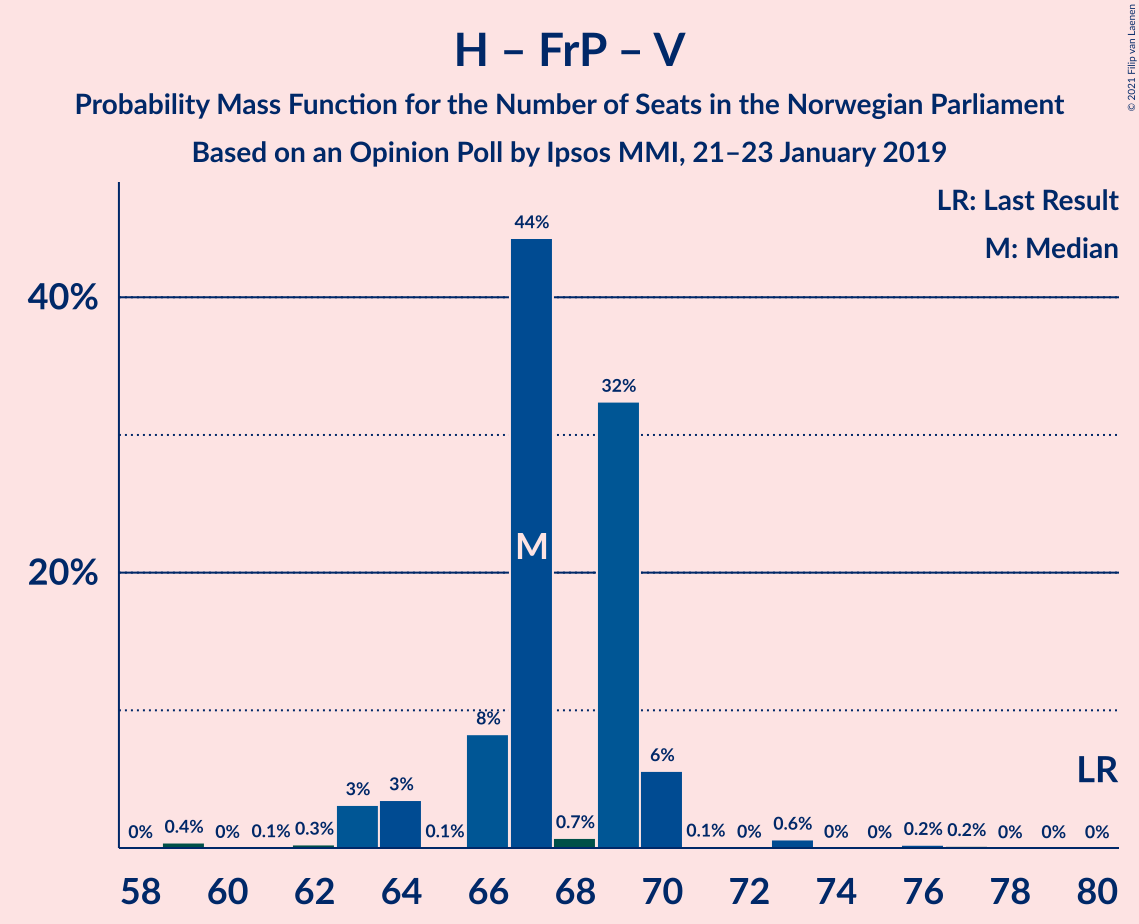 H – FrP – V
Probability Mass Function for the Number of Seats in the Norwegian Parliament
Based on an Opinion Poll by Ipsos MMI, 21–23 January 2019
© 2021 Filip van Laenen
LR: Last Result
M: Median
40%
20%
0%
0.4%
0%
0.1%
0.3%
3%
3%
0.1%
8%
44%
M
0.7%
32%
6%
0.1%
0%
0.6%
0%
0%
0.2%
0.2%
0%
0%
0%
LR
58 60 62 64 66 68 70 72 74 76 78 80